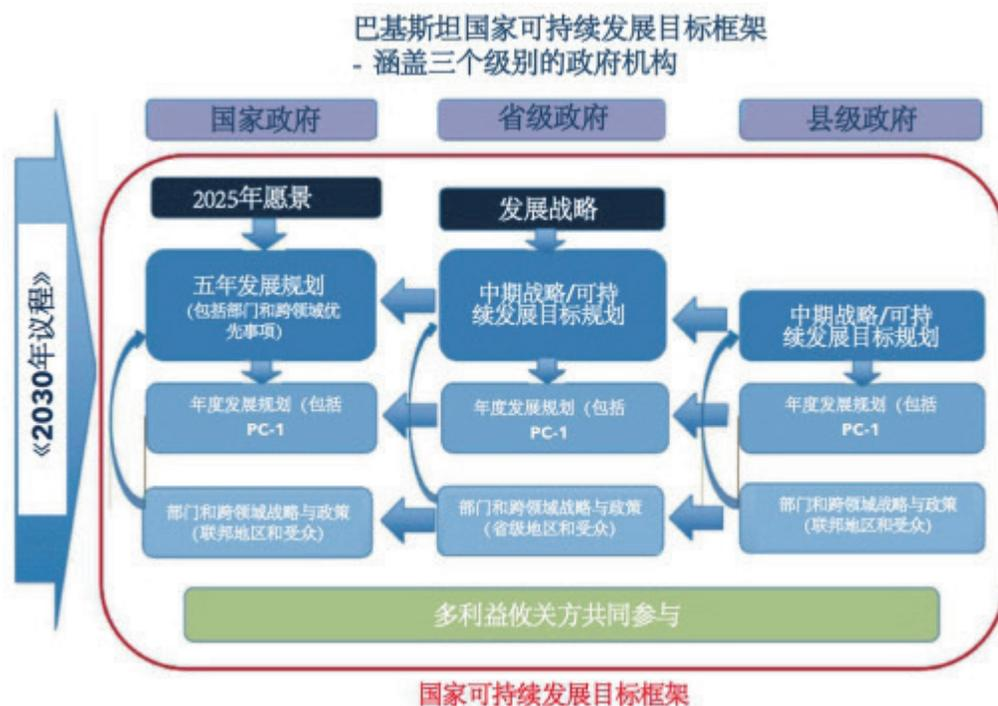 巴基斯坦国家可持续发展目标框架
- 涵盖三个级别的政府机构
国家政府
省级政府
县级政府
《2030年议程》
2025年愿景
发展战略
五年发展规划
(包括部门和跨领域优
先事项)
中期战略/可持
续发展目标规划
中期战略/可持
续发展目标规划
年度发展规划（包括
PC-1
年度发展规划（包括
PC-1
年度发展规划（包括
PC-1
部门和跨领域战略与政策
(联邦地区和受众)
部门和跨领域战略与政策
(省级地区和受众)
部门和跨领域战略与政策
(联邦地区和受众)
多利益攸关方共同参与
国家可持续发展目标框架